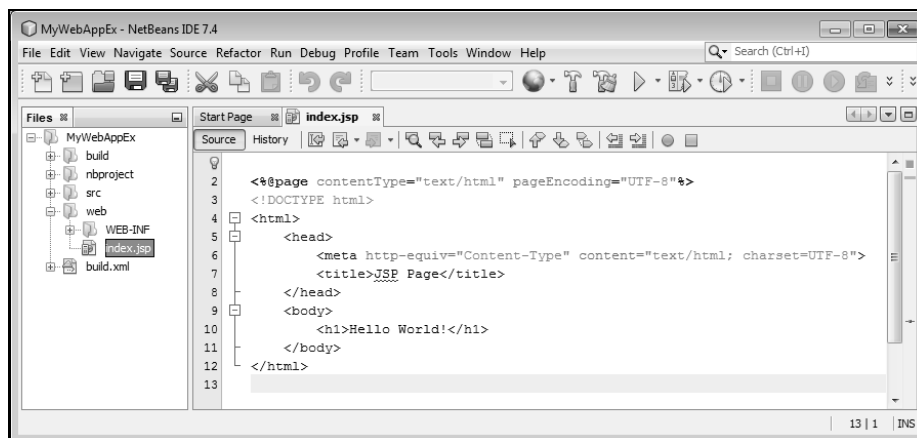 MyWebAppEx - NetBeans IDE 7.4
File Edit View Navigate Source Refactor Run Debug Profile Team Tools Window Help
Search (Ctrl+I)
Files
Start Page index.jsp
MyWebAppEx
build
nbproject
src
web
WEB-INF
index.jsp
build.xml
Source History
2 <%@page contentType="text/html" pageEncoding="UTF-8"%>
3 <!DOCTYPE html>
4 <html>
5 <head>
6 <meta http-equiv="Content-Type" content="text/html; charset=UTF-8">
7 <title>JSP Page</title>
8 </head>
9 <body>
10 <h1>Hello World!</h1>
11 </body>
12 </html>
13
13 | 1 INS